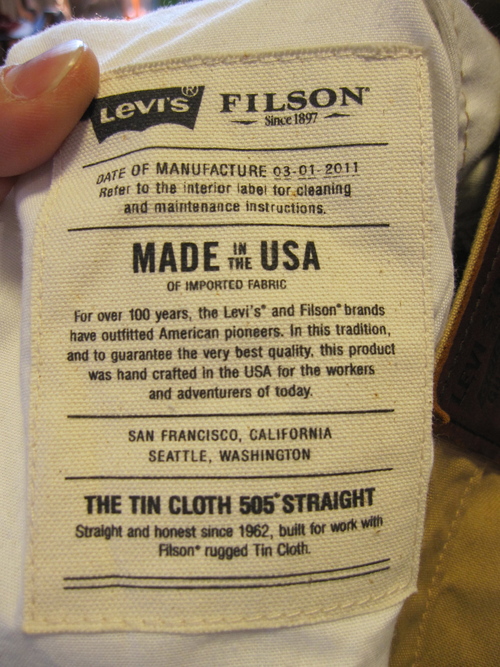 LEVI'S® FILSON®
Since 1897
DATE OF MANUFACTURE 03-01-2011
Refer to the interior label for cleaning
and maintenance instructions.
MADE IN THE USA
OF IMPORTED FABRIC
For over 100 years, the Levi's® and Filson® brands
have outfitted American pioneers. In this tradition,
and to guarantee the very best quality, this product
was hand crafted in the USA for the workers
and adventurers of today.
SAN FRANCISCO, CALIFORNIA
SEATTLE, WASHINGTON
THE TIN CLOTH 505® STRAIGHT
Straight and honest since 1962, built for work with
Filson® rugged Tin Cloth.